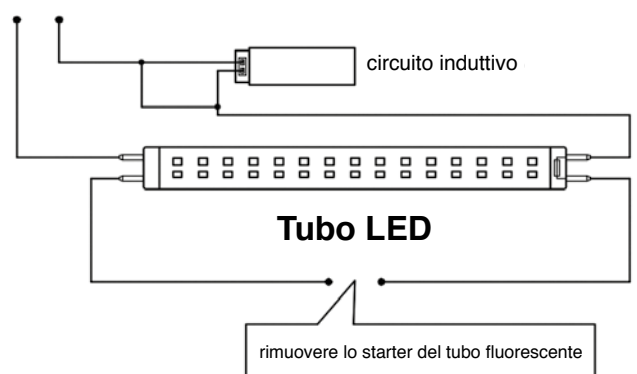 circuito induttivo
Tubo LED
rimuovere lo starter del tubo fluorescente